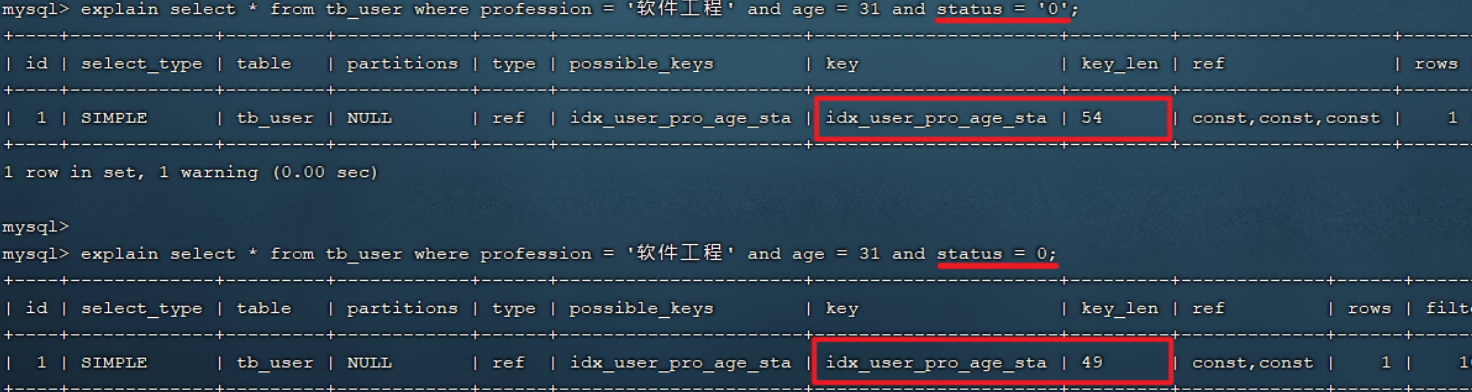 mysql> explain select * from tb_user where profession = '软件工程' and age = 31 and status = '0';
+----+-------------+---------+------------+------+----------------------+----------------------+---------+-------------------+------
| id | select_type | table | partitions | type | possible_keys | key | key_len | ref | rows
+----+-------------+---------+------------+------+----------------------+----------------------+---------+-------------------+------
| 1 | SIMPLE | tb_user | NULL | ref | idx_user_pro_age_sta | idx_user_pro_age_sta | 54 | const,const,const | 1
+----+-------------+---------+------------+------+----------------------+----------------------+---------+-------------------+------
1 row in set, 1 warning (0.00 sec)
mysql>
mysql> explain select * from tb_user where profession = '软件工程' and age = 31 and status = 0;
+----+-------------+---------+------------+------+----------------------+----------------------+---------+-------------+------+------
| id | select_type | table | partitions | type | possible_keys | key | key_len | ref | rows | filt
+----+-------------+---------+------------+------+----------------------+----------------------+---------+-------------+------+------
| 1 | SIMPLE | tb_user | NULL | ref | idx_user_pro_age_sta | idx_user_pro_age_sta | 49 | const,const | 1 |